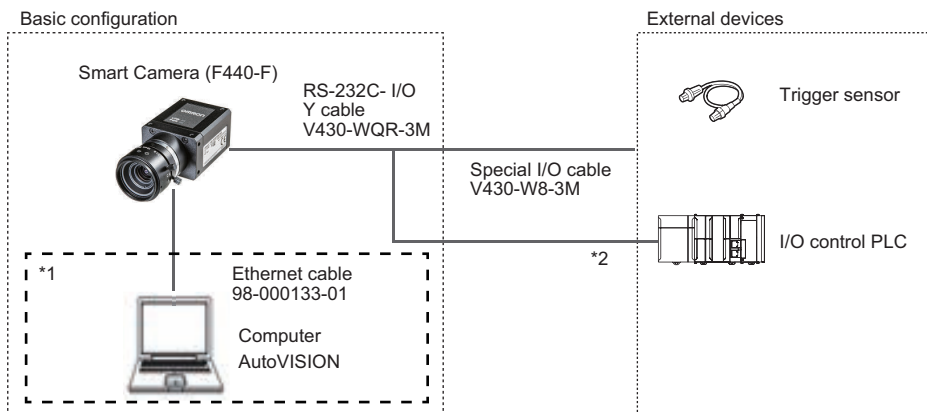 Basic configuration
External devices
Smart Camera (F440-F)
RS-232C- I/O
Y cable
V430-WQR-3M
Trigger sensor
Special I/O cable
V430-W8-3M
I/O control PLC
*2
*1
Ethernet cable
98-000133-01
Computer
AutoVISION